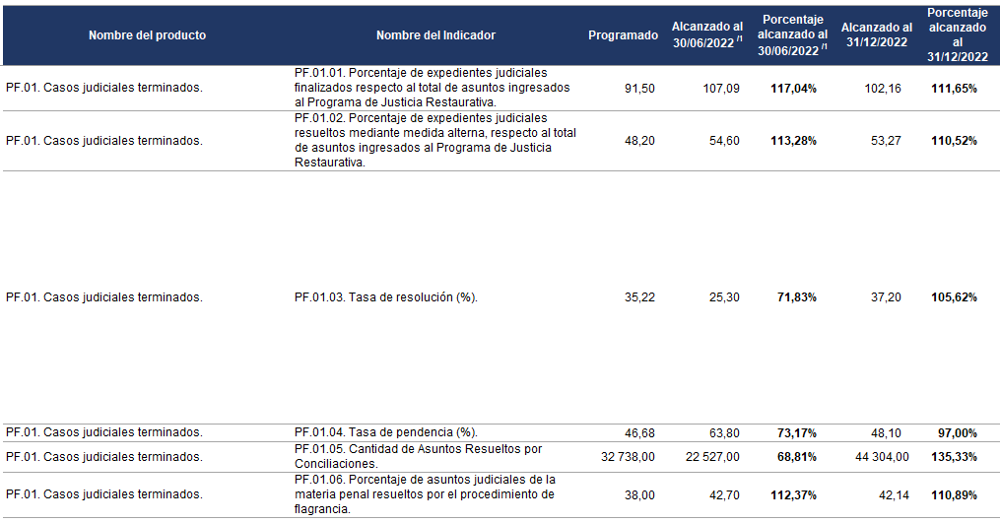 Nombre del producto
Nombre del Indicador
Programado
Alcanzado al
30/06/2022 /1
Porcentaje
alcanzado al
30/06/2022 /1
Alcanzado al
31/12/2022
Porcentaje
alcanzado
al
31/12/2022
PF.01. Casos judiciales terminados.
PF.01.01. Porcentaje de expedientes judiciales
finalizados respecto al total de asuntos ingresados
al Programa de Justicia Restaurativa.
91,50 107,09 117,04% 102,16 111,65%
PF.01. Casos judiciales terminados.
PF.01.02. Porcentaje de expedientes judiciales
resueltos mediante medida alterna, respecto al total
de asuntos ingresados al Programa de Justicia
Restaurativa.
48,20 54,60 113,28% 53,27 110,52%
PF.01. Casos judiciales terminados.
PF.01.03. Tasa de resolución (%).
35,22 25,30 71,83% 37,20 105,62%
PF.01. Casos judiciales terminados.
PF.01.04. Tasa de pendencia (%).
46,68 63,80 73,17% 48,10 97,00%
PF.01. Casos judiciales terminados.
PF.01.05. Cantidad de Asuntos Resueltos por
Conciliaciones.
32 738,00 22 527,00 68,81% 44 304,00 135,33%
PF.01. Casos judiciales terminados.
PF.01.06. Porcentaje de asuntos judiciales de la
materia penal resueltos por el procedimiento de
flagrancia.
38,00 42,70 112,37% 42,14 110,89%